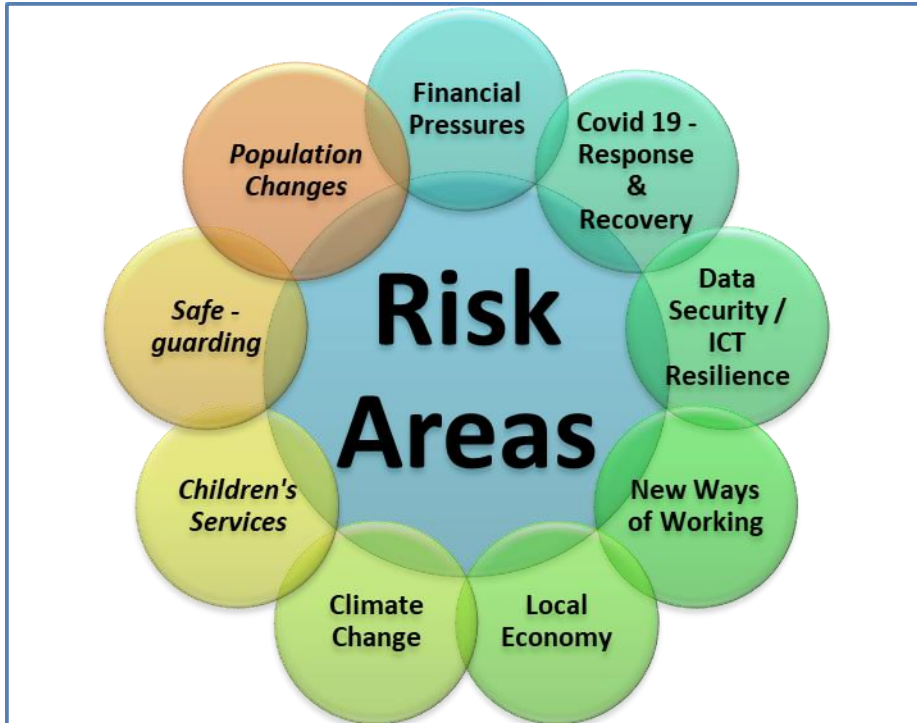 Financial
Pressures
Covid 19 -
Response
&
Recovery
Data
Security /
ICT
Resilience
New Ways
of Working
Local
Economy
Climate
Change
Children's
Services
Safe -
guarding
Population
Changes
Risk
Areas